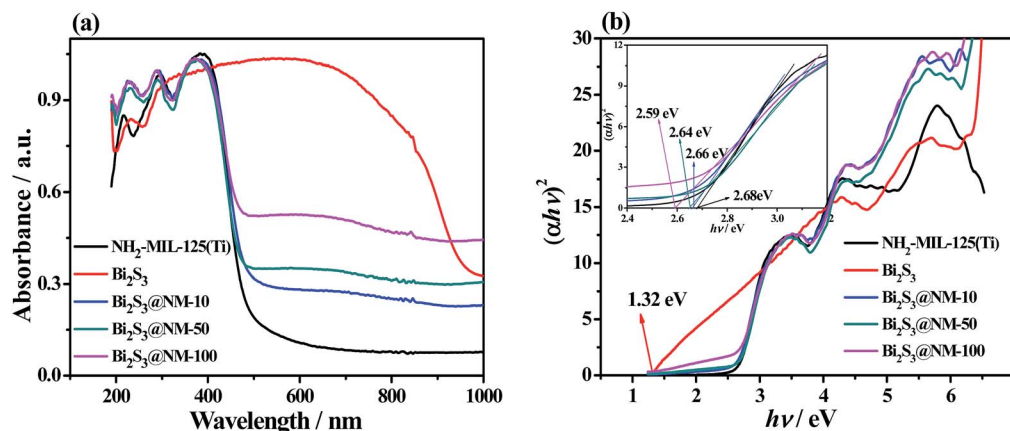 (a)
Absorbance / a.u.
0.9
0.6
0.3
0.0
NH₂-MIL-125(Ti)
Bi₂S₃
Bi₂S₃@NM-10
Bi₂S₃@NM-50
Bi₂S₃@NM-100
200 400 600 800 1000
Wavelength / nm
(b)
(αhν)²
30
25
20
15
10
5
0
12
9
6
3
0
(αhν)²
2.59 eV
2.64 eV
2.66 eV
2.68eV
2.4 2.6 2.8 3.0 3.2
hν / eV
1.32 eV
NH₂-MIL-125(Ti)
Bi₂S₃
Bi₂S₃@NM-10
Bi₂S₃@NM-50
Bi₂S₃@NM-100
0 1 2 3 4 5 6
hν / eV